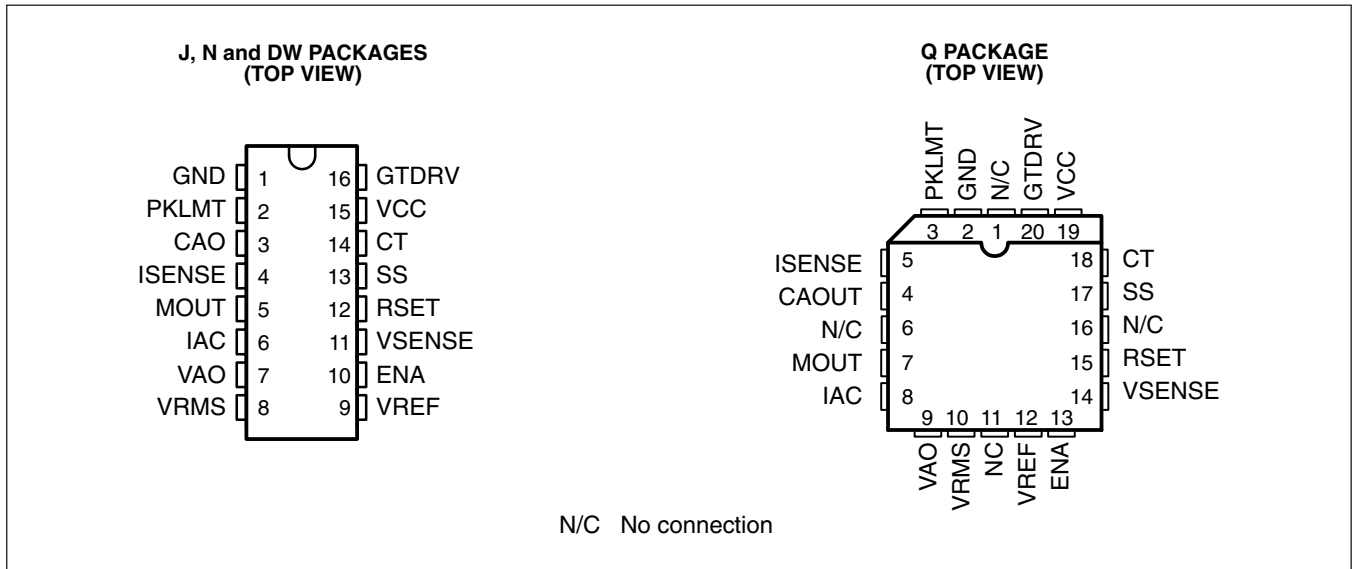 J, N and DW PACKAGES
(TOP VIEW)
GND 1 16 GTDRV
PKLMT 2 15 VCC
CAO 3 14 CT
ISENSE 4 13 SS
MOUT 5 12 RSET
IAC 6 11 VSENSE
VAO 7 10 ENA
VRMS 8 9 VREF
Q PACKAGE
(TOP VIEW)
PKLMT GND N/C GTDRV VCC
3 2 1 20 19
ISENSE 5 18 CT
CAOUT 4 17 SS
N/C 6 16 N/C
MOUT 7 15 RSET
IAC 8 14 VSENSE
9 10 11 12 13
VAO VRMS NC VREF ENA
N/C No connection